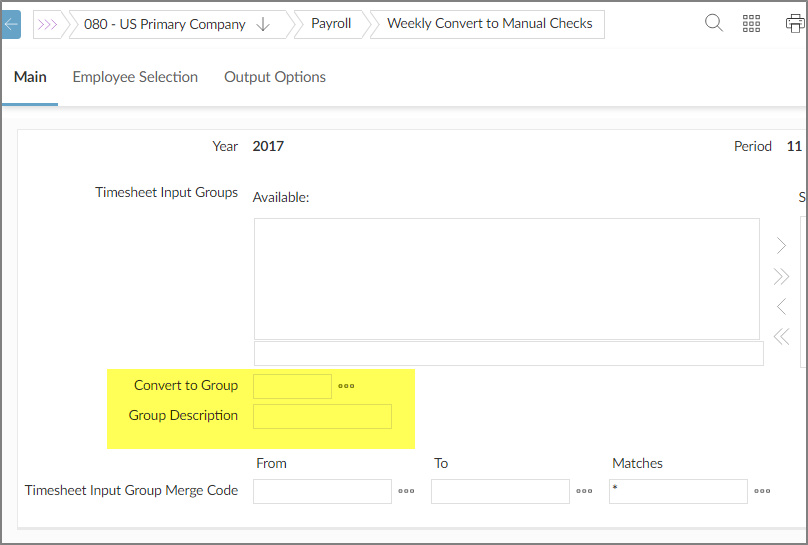 080 - US Primary Company Payroll Weekly Convert to Manual Checks
Main Employee Selection Output Options
Year 2017 Period 11
Timesheet Input Groups Available: S
Convert to Group
Group Description
From To Matches
Timesheet Input Group Merge Code *